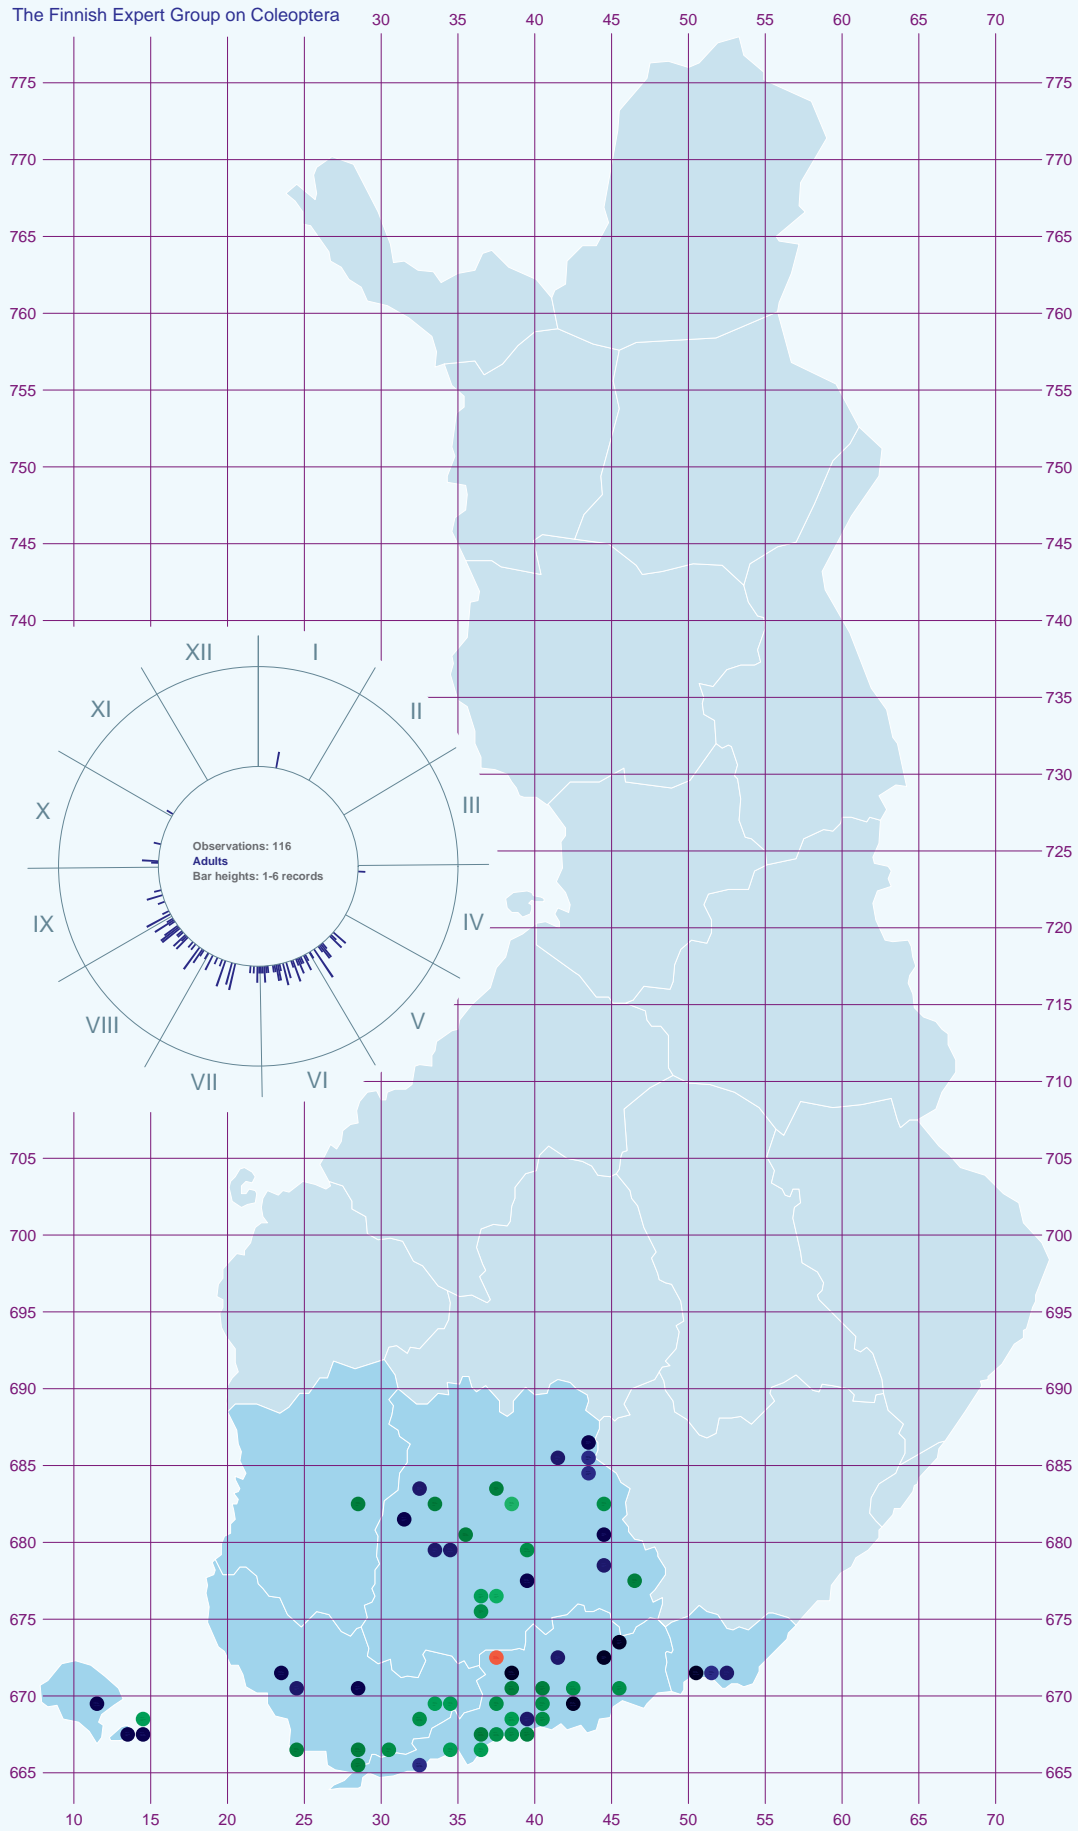 The Finnish Expert Group on Coleoptera
30 35 40 45 50 55 60 65 70
775 775
770 770
765 765
760 760
755 755
750 750
745 745
740 740
XII I
735
XI II
730
X III
Observations: 116
Adults
Bar heights: 1-6 records
725
IX IV
720
VIII V
715
VII VI
710
705 705
700 700
695 695
690 690
685 685
680 680
675 675
670 670
665 665
10 15 20 25 30 35 40 45 50 55 60 65 70